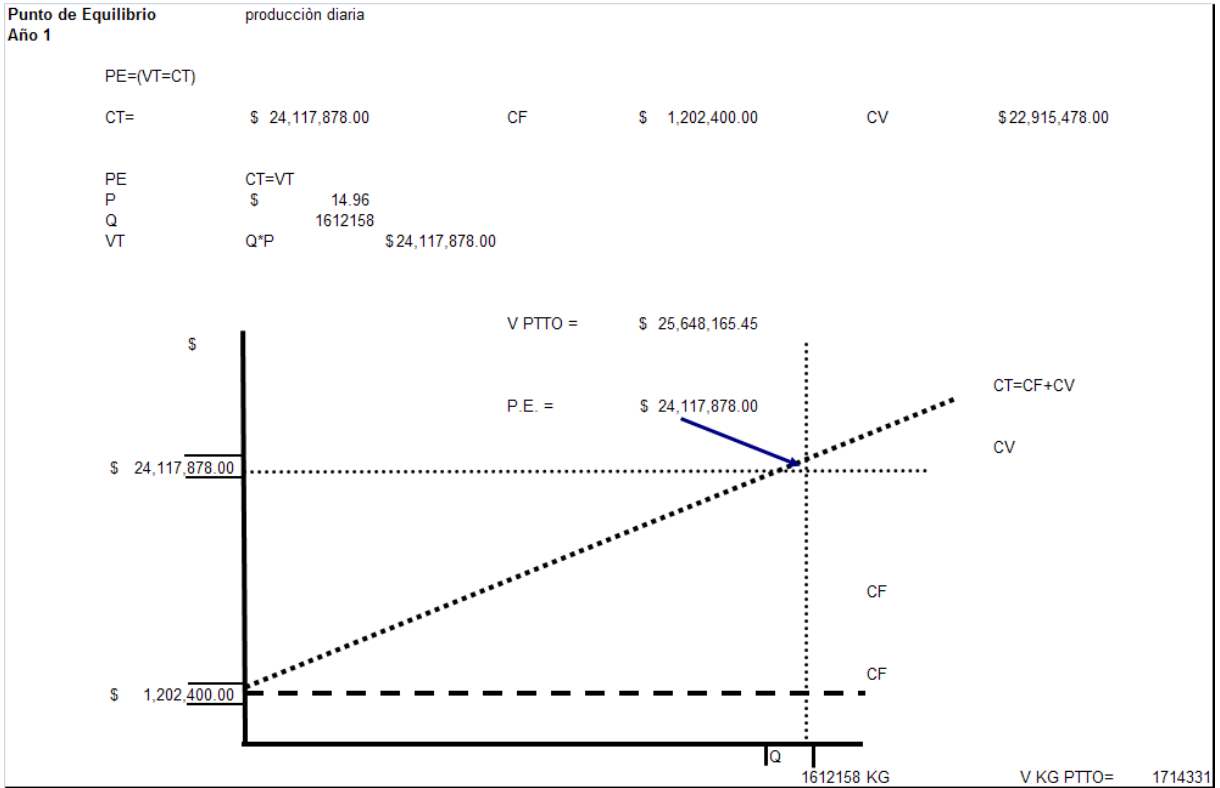 Punto de Equilibrio producciòn diaria
Año 1
PE=(VT=CT)
CT= $ 24,117,878.00 CF $ 1,202,400.00 CV $22,915,478.00
PE CT=VT
P $ 14.96
Q 1612158
VT Q*P $24,117,878.00
V PTTO = $ 25,648,165.45
$
CT=CF+CV
P.E. = $ 24,117,878.00
CV
$ 24,117,878.00
CF
CF
$ 1,202,400.00
Q
1612158 KG V KG PTTO= 1714331